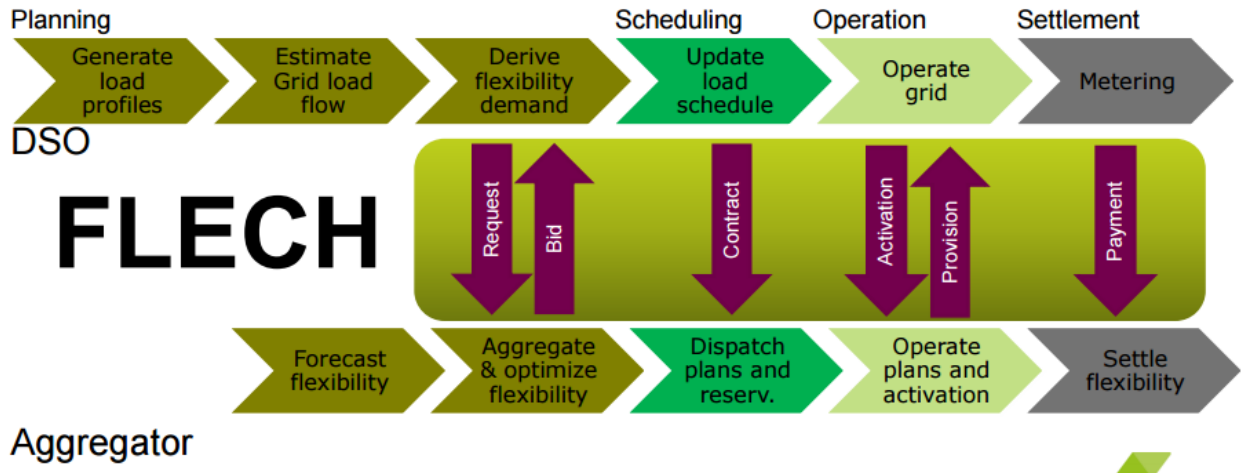 Planning
Scheduling
Operation
Settlement
Generate
load
profiles
Estimate
Grid load
flow
Derive
flexibility
demand
Update
load
schedule
Operate
grid
Metering
DSO
FLECH
Request
Bid
Contract
Activation
Provision
Payment
Forecast
flexibility
Aggregate
& optimize
flexibility
Dispatch
plans and
reserv.
Operate
plans and
activation
Settle
flexibility
Aggregator